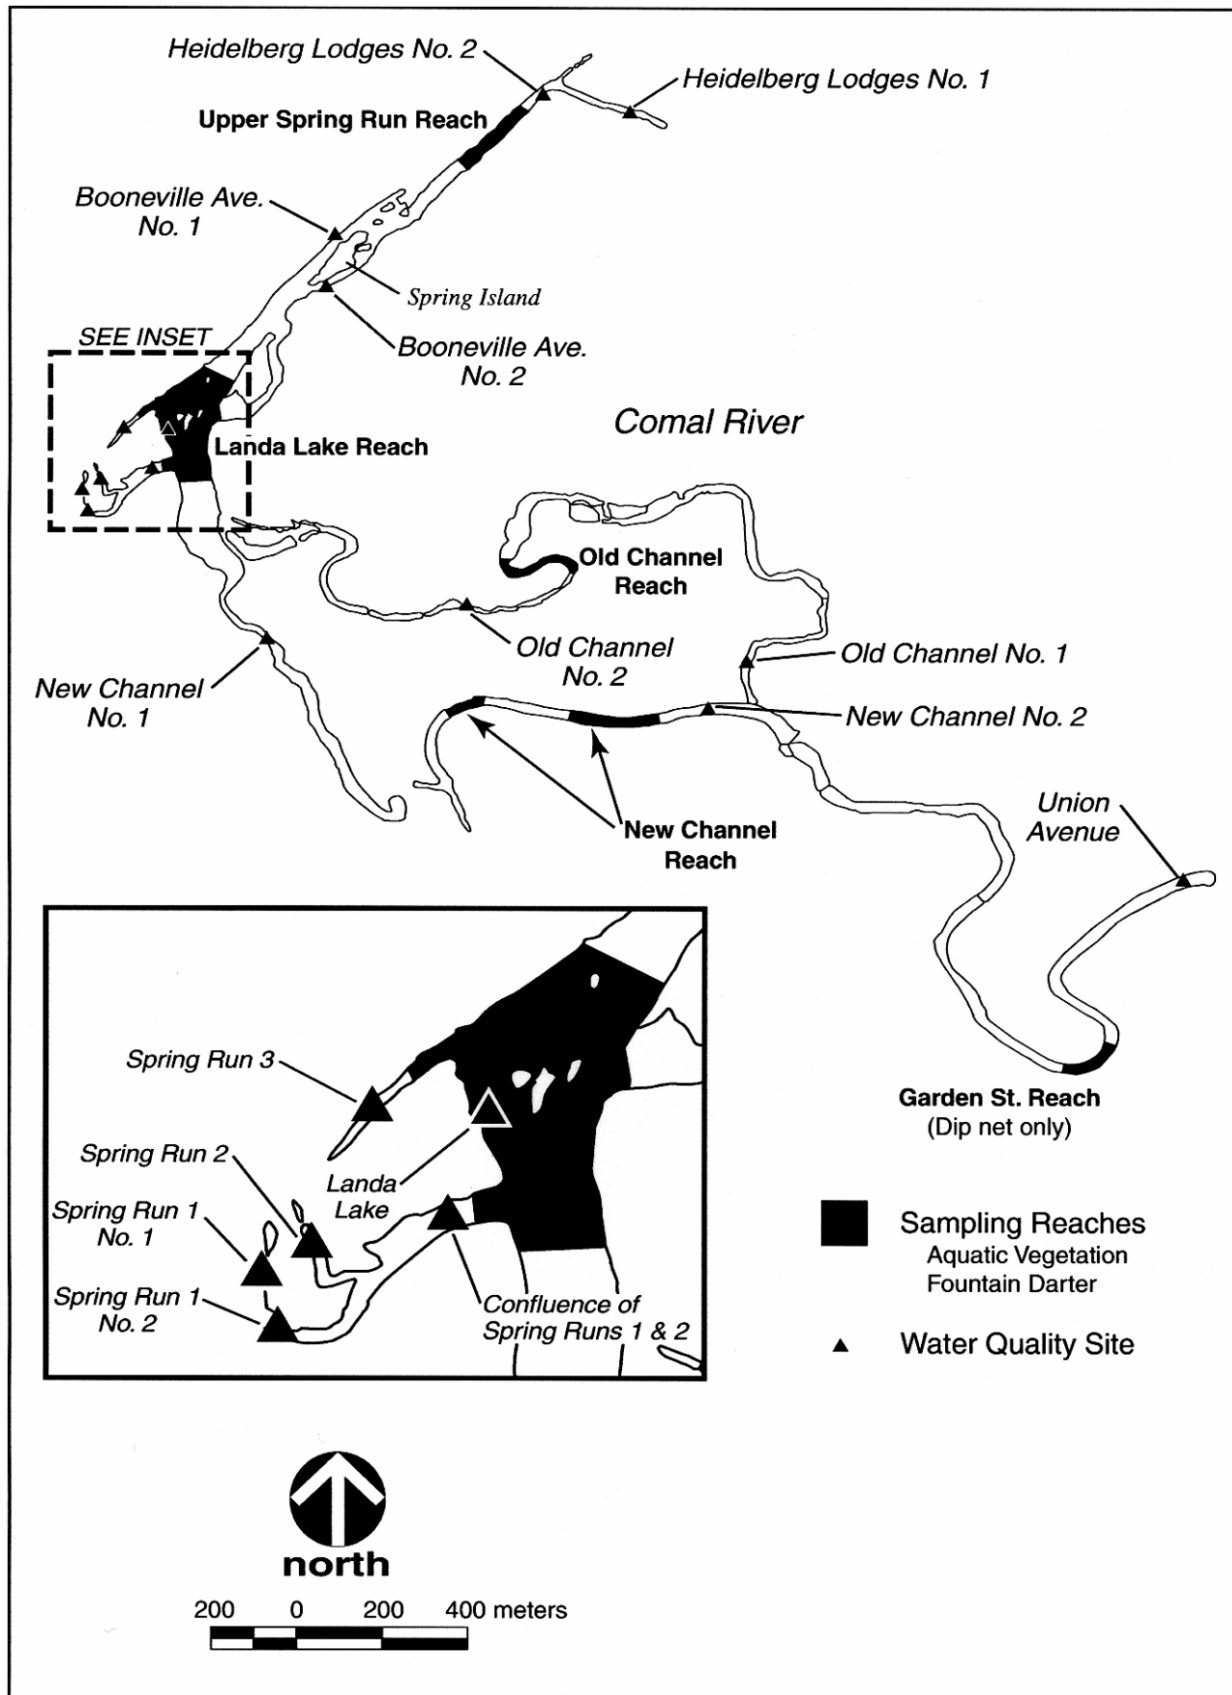 Heidelberg Lodges No. 2
Heidelberg Lodges No. 1
Upper Spring Run Reach
Booneville Ave.
No. 1
Spring Island
SEE INSET
Booneville Ave.
No. 2
Comal River
Landa Lake Reach
Old Channel
Reach
Old Channel
No. 2
Old Channel No. 1
New Channel
No. 1
New Channel No. 2
New Channel
Reach
Union
Avenue
Spring Run 3
Spring Run 2
Landa
Lake
Spring Run 1
No. 1
Spring Run 1
No. 2
Confluence of
Spring Runs 1 & 2
Garden St. Reach
(Dip net only)
Sampling Reaches
Aquatic Vegetation
Fountain Darter
Water Quality Site
north
200 0 200 400 meters